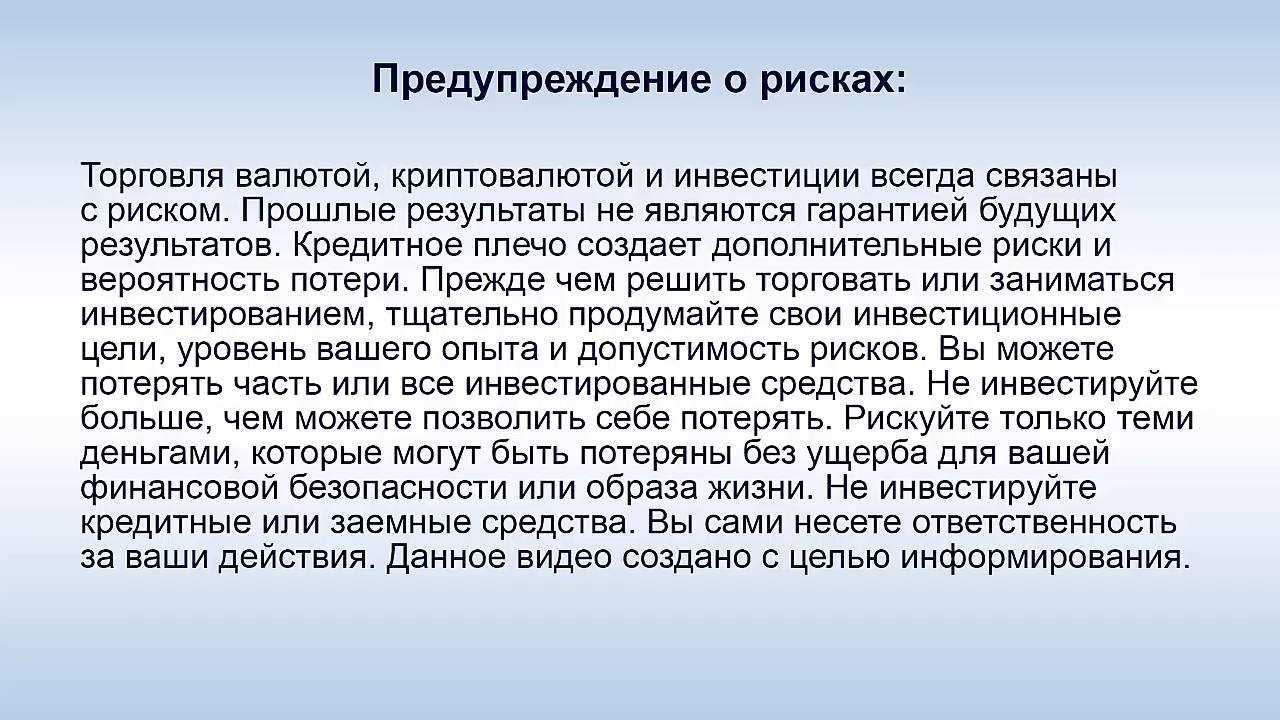 Предупреждение о рисках:
Торговля валютой, криптовалютой и инвестиции всегда связаны
с риском. Прошлые результаты не являются гарантией будущих
результатов. Кредитное плечо создает дополнительные риски и
вероятность потери. Прежде чем решить торговать или заниматься
инвестированием, тщательно продумайте свои инвестиционные
цели, уровень вашего опыта и допустимость рисков. Вы можете
потерять часть или все инвестированные средства. Не инвестируйте
больше, чем можете позволить себе потерять. Рискуйте только теми
деньгами, которые могут быть потеряны без ущерба для вашей
финансовой безопасности или образа жизни. Не инвестируйте
кредитные или заемные средства. Вы сами несете ответственность
за ваши действия. Данное видео создано с целью информирования.